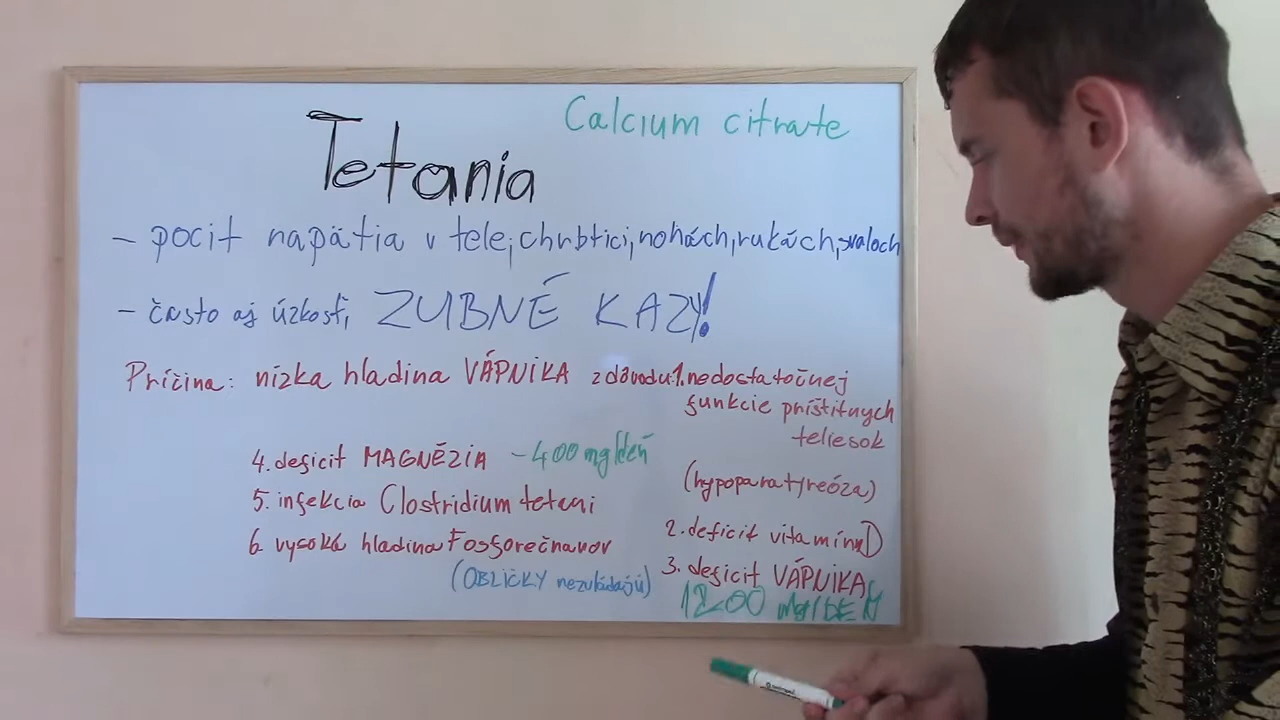 Calcium citrate
Tetania
- pocit napätia v tele, chrbtici, nohách, rukách, svaloch
- často aj úzkosti, ZUBNÉ KAZY!
Príčina: nízka hladina VÁPNIKA z dôvodu: 1. nedostatočnej
funkcie príštitnych
teliesok
(hypoparatyreóza)
2. deficit vitamínu D
3. deficit VÁPNIKA
1200 mg/DEŇ
4. deficit MAGNÉZIA - 400 mg/deň
5. infekcia Clostridium tetani
6. vysoká hladina Fosforečnanov
(OBLIČKY nezvládajú)